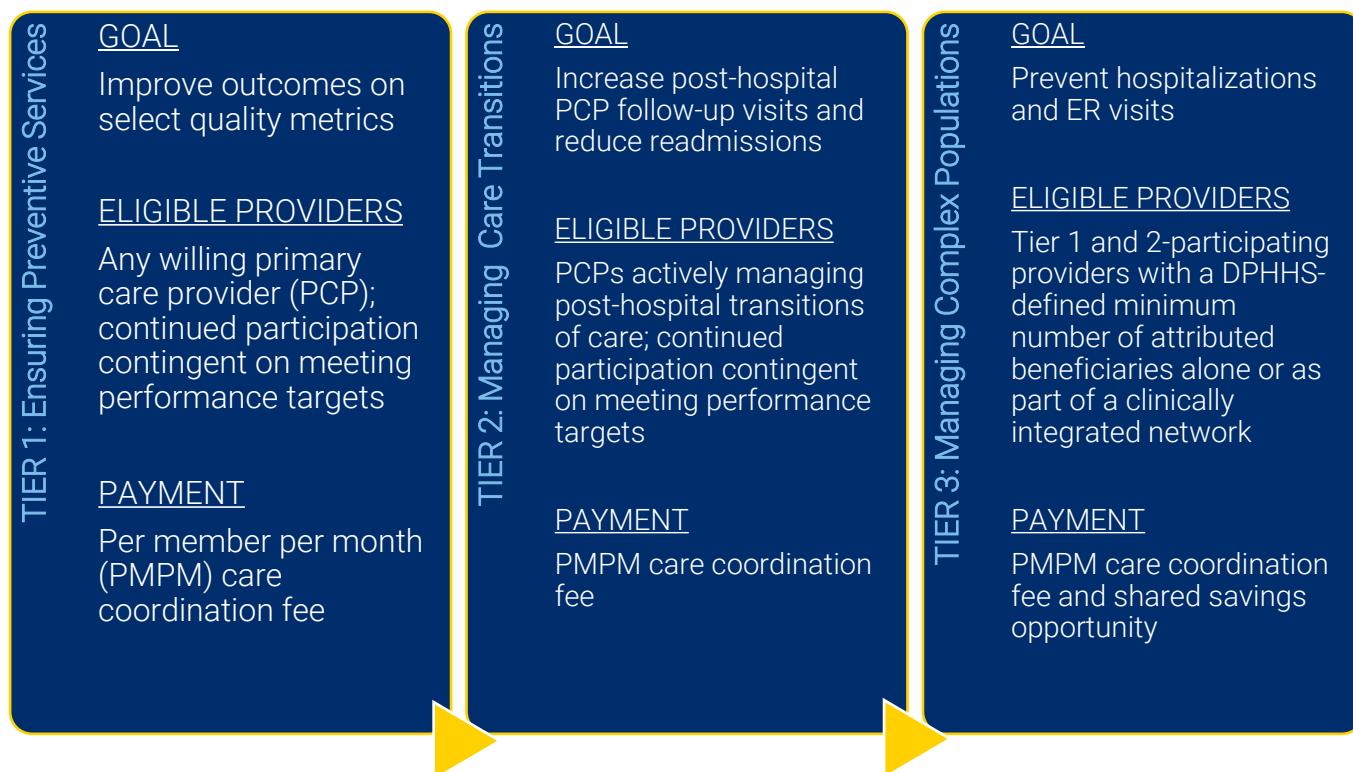 TIER 1: Ensuring Preventive Services
GOAL
Improve outcomes on
select quality metrics
ELIGIBLE PROVIDERS
Any willing primary
care provider (PCP);
continued participation
contingent on meeting
performance targets
PAYMENT
Per member per month
(PMPM) care
coordination fee
TIER 2: Managing Care Transitions
GOAL
Increase post-hospital
PCP follow-up visits and
reduce readmissions
ELIGIBLE PROVIDERS
PCPs actively managing
post-hospital transitions
of care; continued
participation contingent
on meeting performance
targets
PAYMENT
PMPM care coordination
fee
TIER 3: Managing Complex Populations
GOAL
Prevent hospitalizations
and ER visits
ELIGIBLE PROVIDERS
Tier 1 and 2-participating
providers with a DPHHS-
defined minimum
number of attributed
beneficiaries alone or as
part of a clinically
integrated network
PAYMENT
PMPM care coordination
fee and shared savings
opportunity